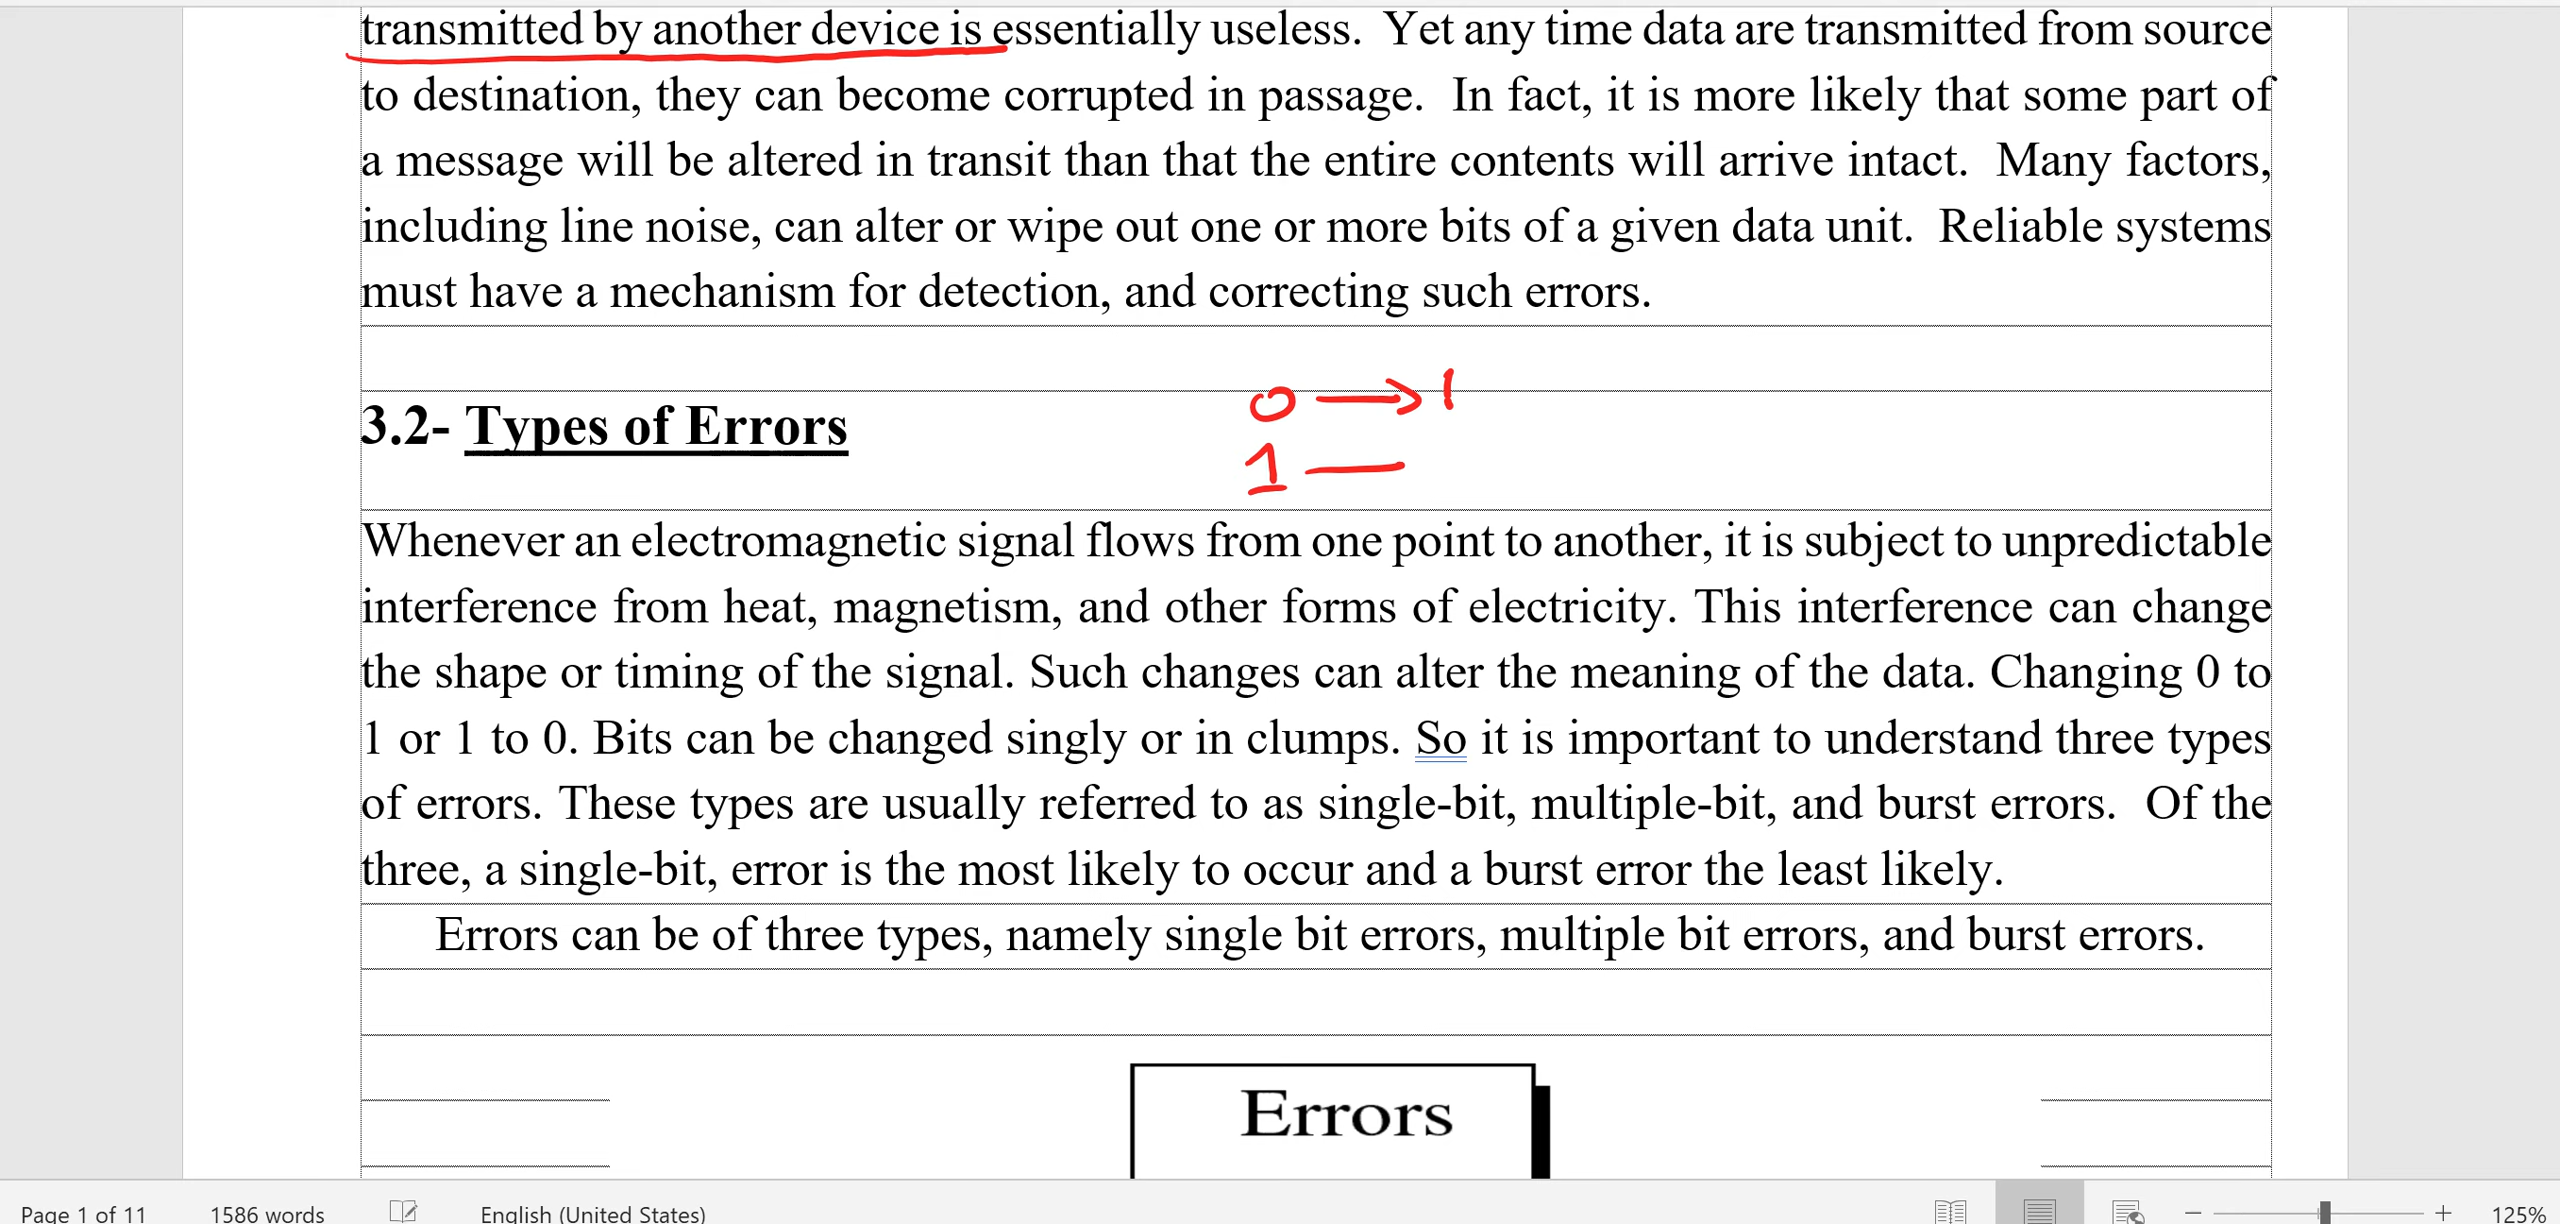 transmitted by another device is essentially useless.  Yet any time data are transmitted from source
to destination, they can become corrupted in passage.  In fact, it is more likely that some part of
a message will be altered in transit than that the entire contents will arrive intact.  Many factors,
including line noise, can alter or wipe out one or more bits of a given data unit.  Reliable systems
must have a mechanism for detection, and correcting such errors.
0 → 1
3.2- Types of Errors
1 —
Whenever an electromagnetic signal flows from one point to another, it is subject to unpredictable
interference from heat, magnetism, and other forms of electricity. This interference can change
the shape or timing of the signal. Such changes can alter the meaning of the data. Changing 0 to
1 or 1 to 0. Bits can be changed singly or in clumps. So it is important to understand three types
of errors. These types are usually referred to as single-bit, multiple-bit, and burst errors.  Of the
three, a single-bit, error is the most likely to occur and a burst error the least likely.
Errors can be of three types, namely single bit errors, multiple bit errors, and burst errors.
Errors
Page 1 of 11 1586 words English (United States) 125%